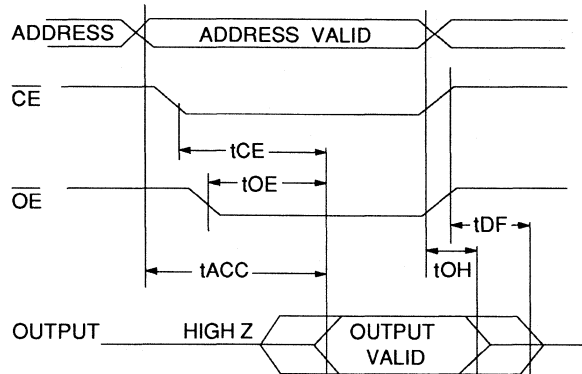 ADDRESS
ADDRESS VALID
CE
tCE
tOE
OE
tDF
tOH
tACC
OUTPUT
HIGH Z
OUTPUT
VALID